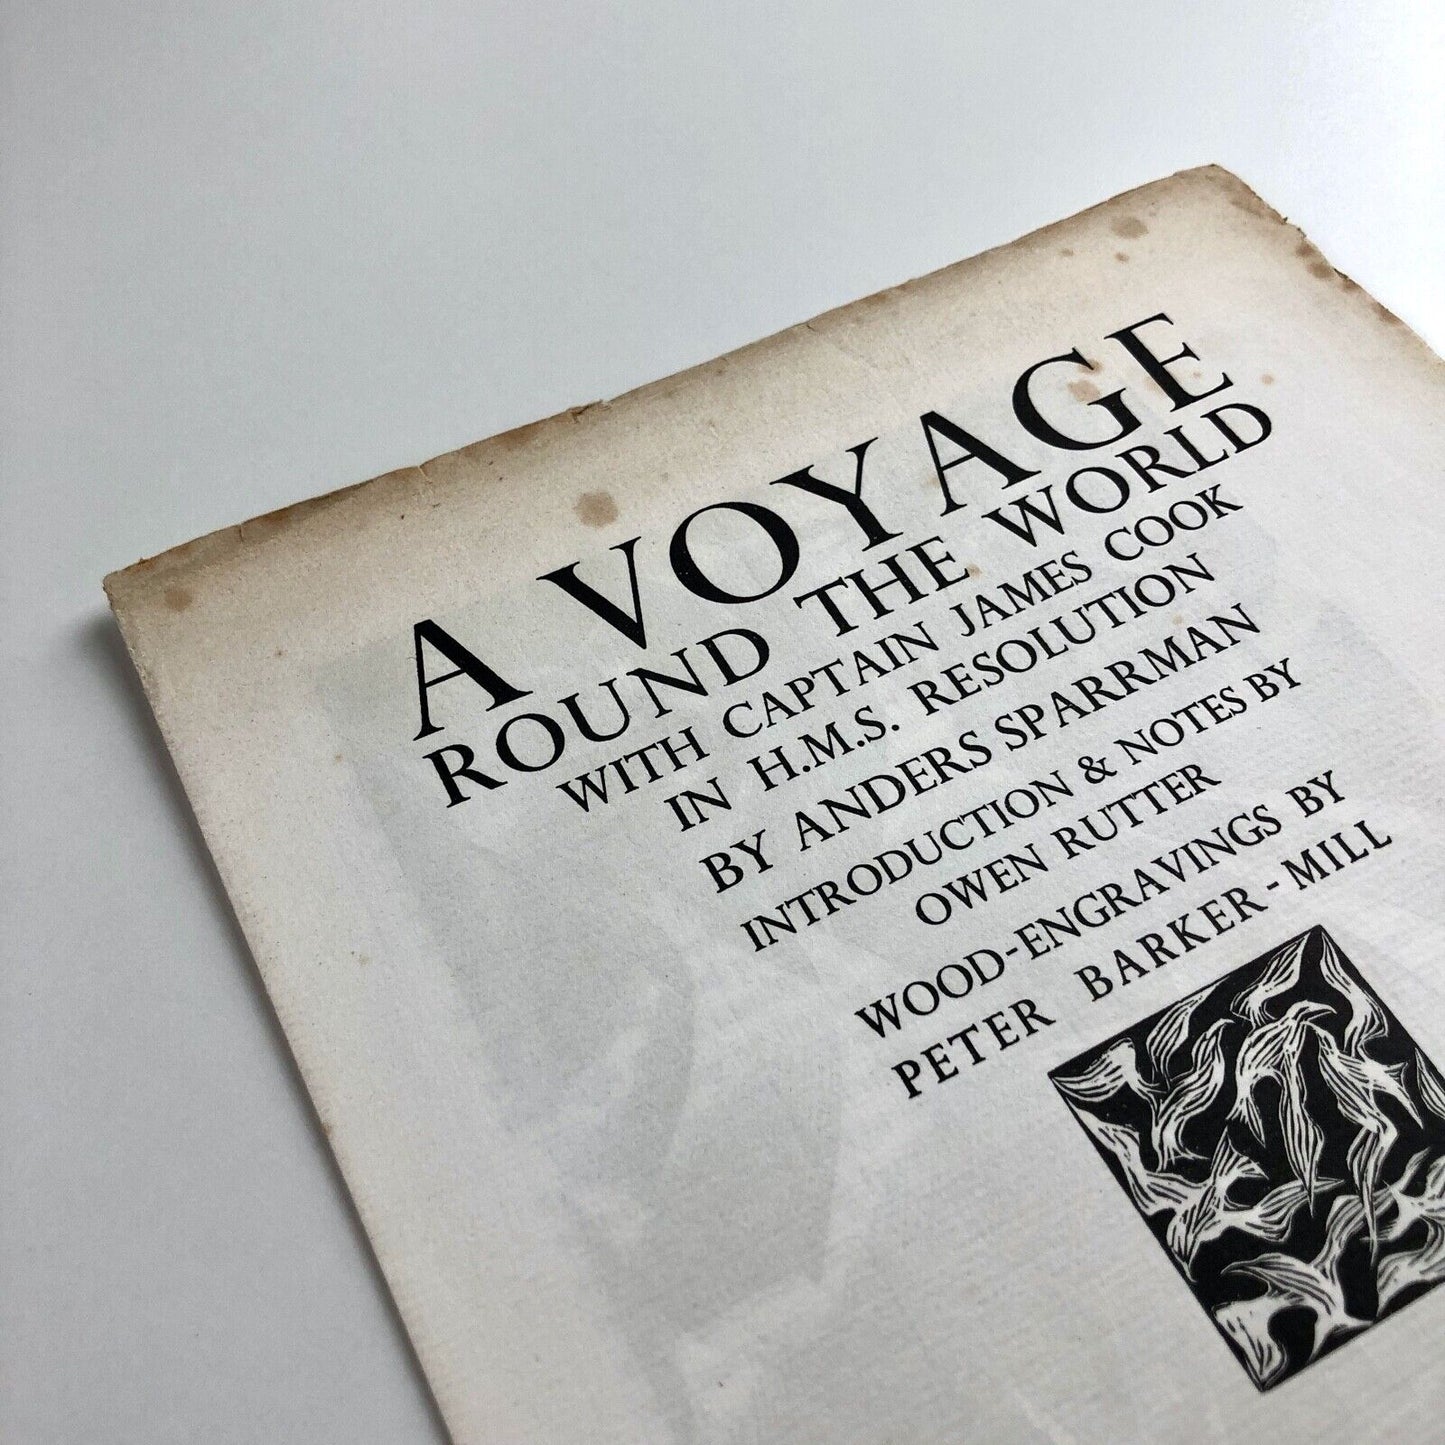 A VOYAGE
ROUND THE WORLD
WITH CAPTAIN JAMES COOK
IN H.M.S. RESOLUTION
BY ANDERS SPARRMAN
INTRODUCTION & NOTES BY
OWEN RUTTER
WOOD-ENGRAVINGS BY
PETER BARKER-MILL